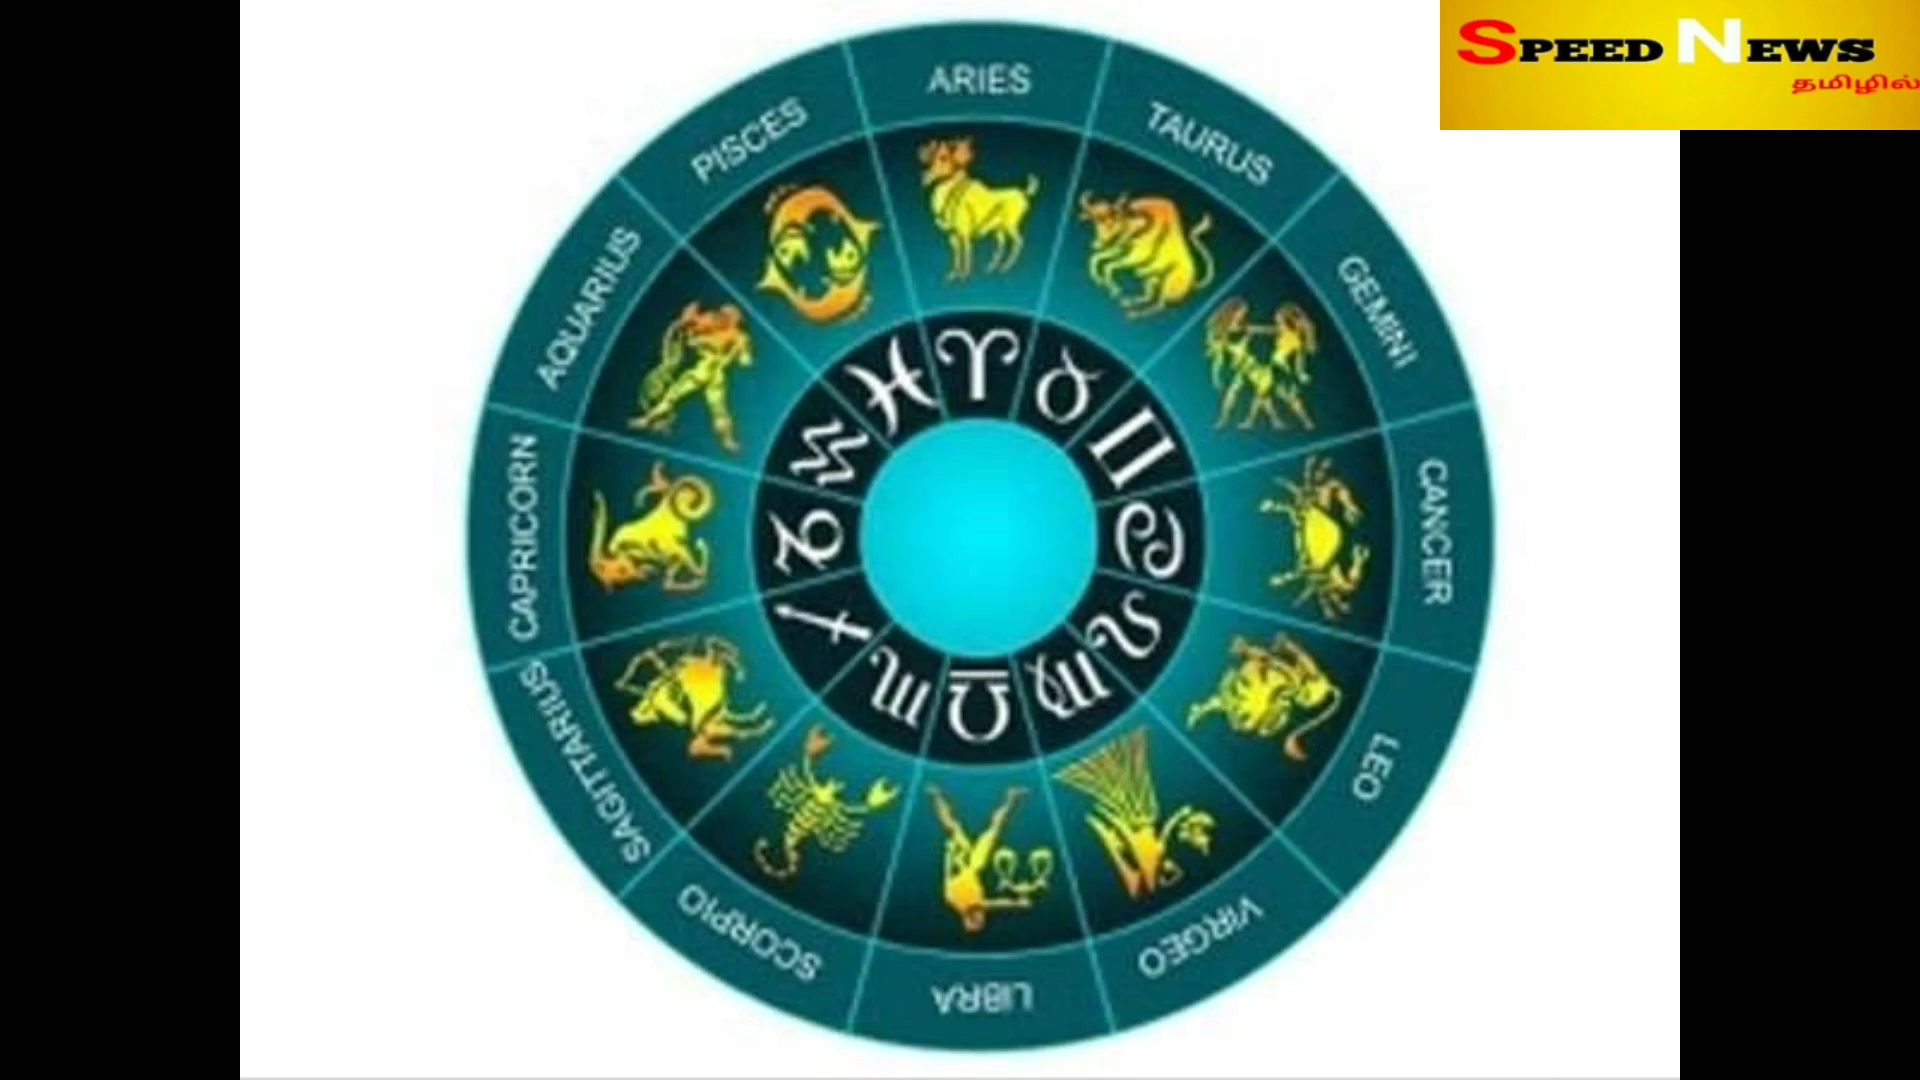 SPEED NEWS
தமிழில்
ARIES
TAURUS
GEMINI
CANCER
LEO
VIRGEO
LIBRA
SCORPIO
SAGITTARIUS
CAPRICORN
AQUARIUS
PISCES